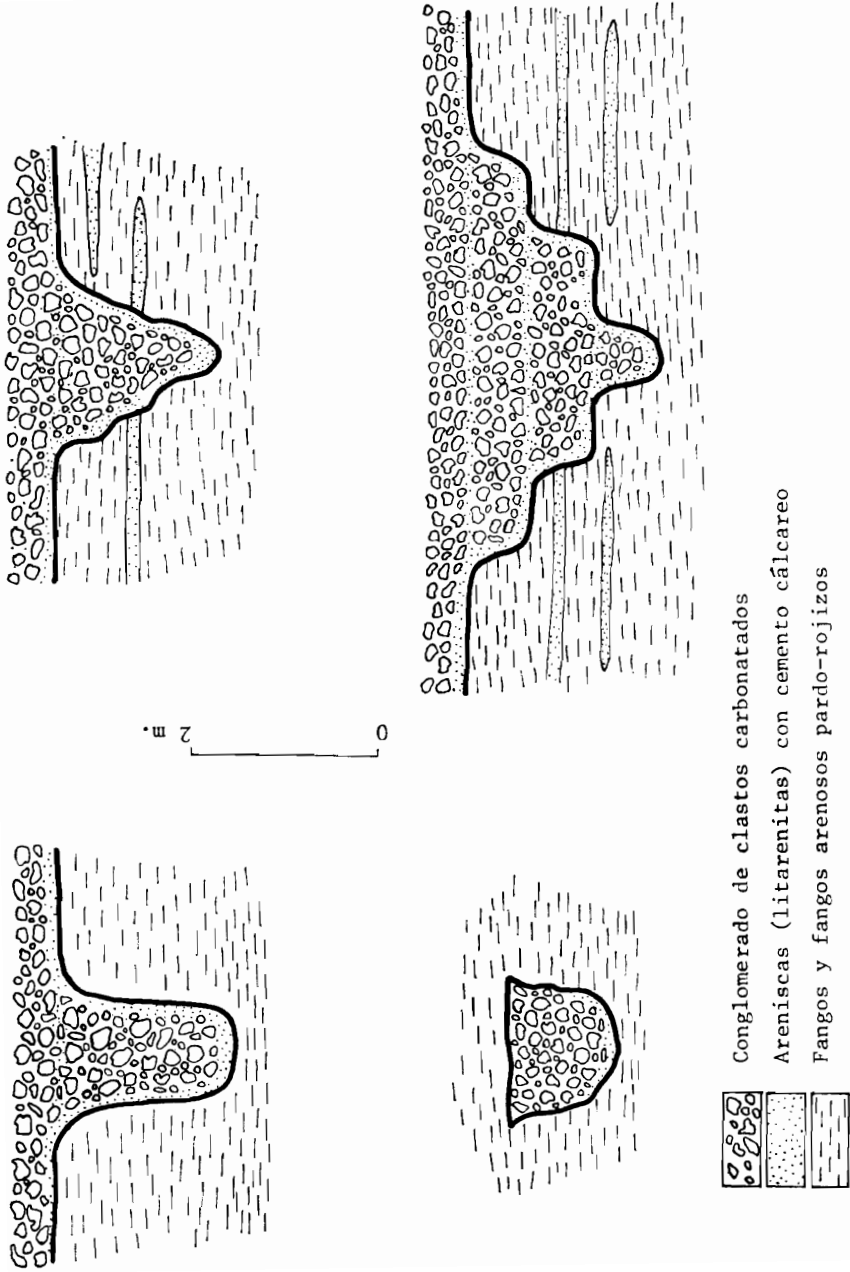 0 2 m.
Conglomerado de clastos carbonatados
Areniscas (litarenitas) con cemento cálcareo
Fangos y fangos arenosos pardo-rojizos